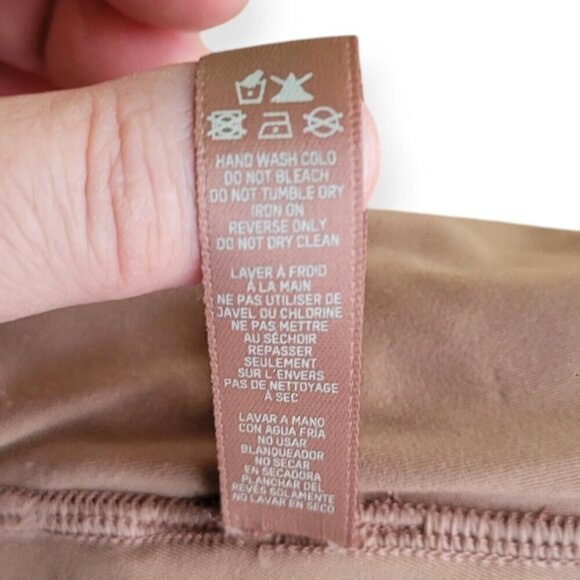 HAND WASH COLD
DO NOT BLEACH
DO NOT TUMBLE DRY
IRON ON
REVERSE ONLY
DO NOT DRY CLEAN
LAVER À FROID
À LA MAIN
NE PAS UTILISER DE
JAVEL OU CHLORINE
NE PAS METTRE
AU SÉCHOIR
REPASSER
SEULEMENT
SUR L'ENVERS
PAS DE NETTOYAGE
À SEC
LAVAR A MANO
CON AGUA FRÍA
NO USAR
BLANQUEADOR
NO SECAR
EN SECADORA
PLANCHAR DEL
REVÉS SOLAMENTE
NO LAVAR EN SECO